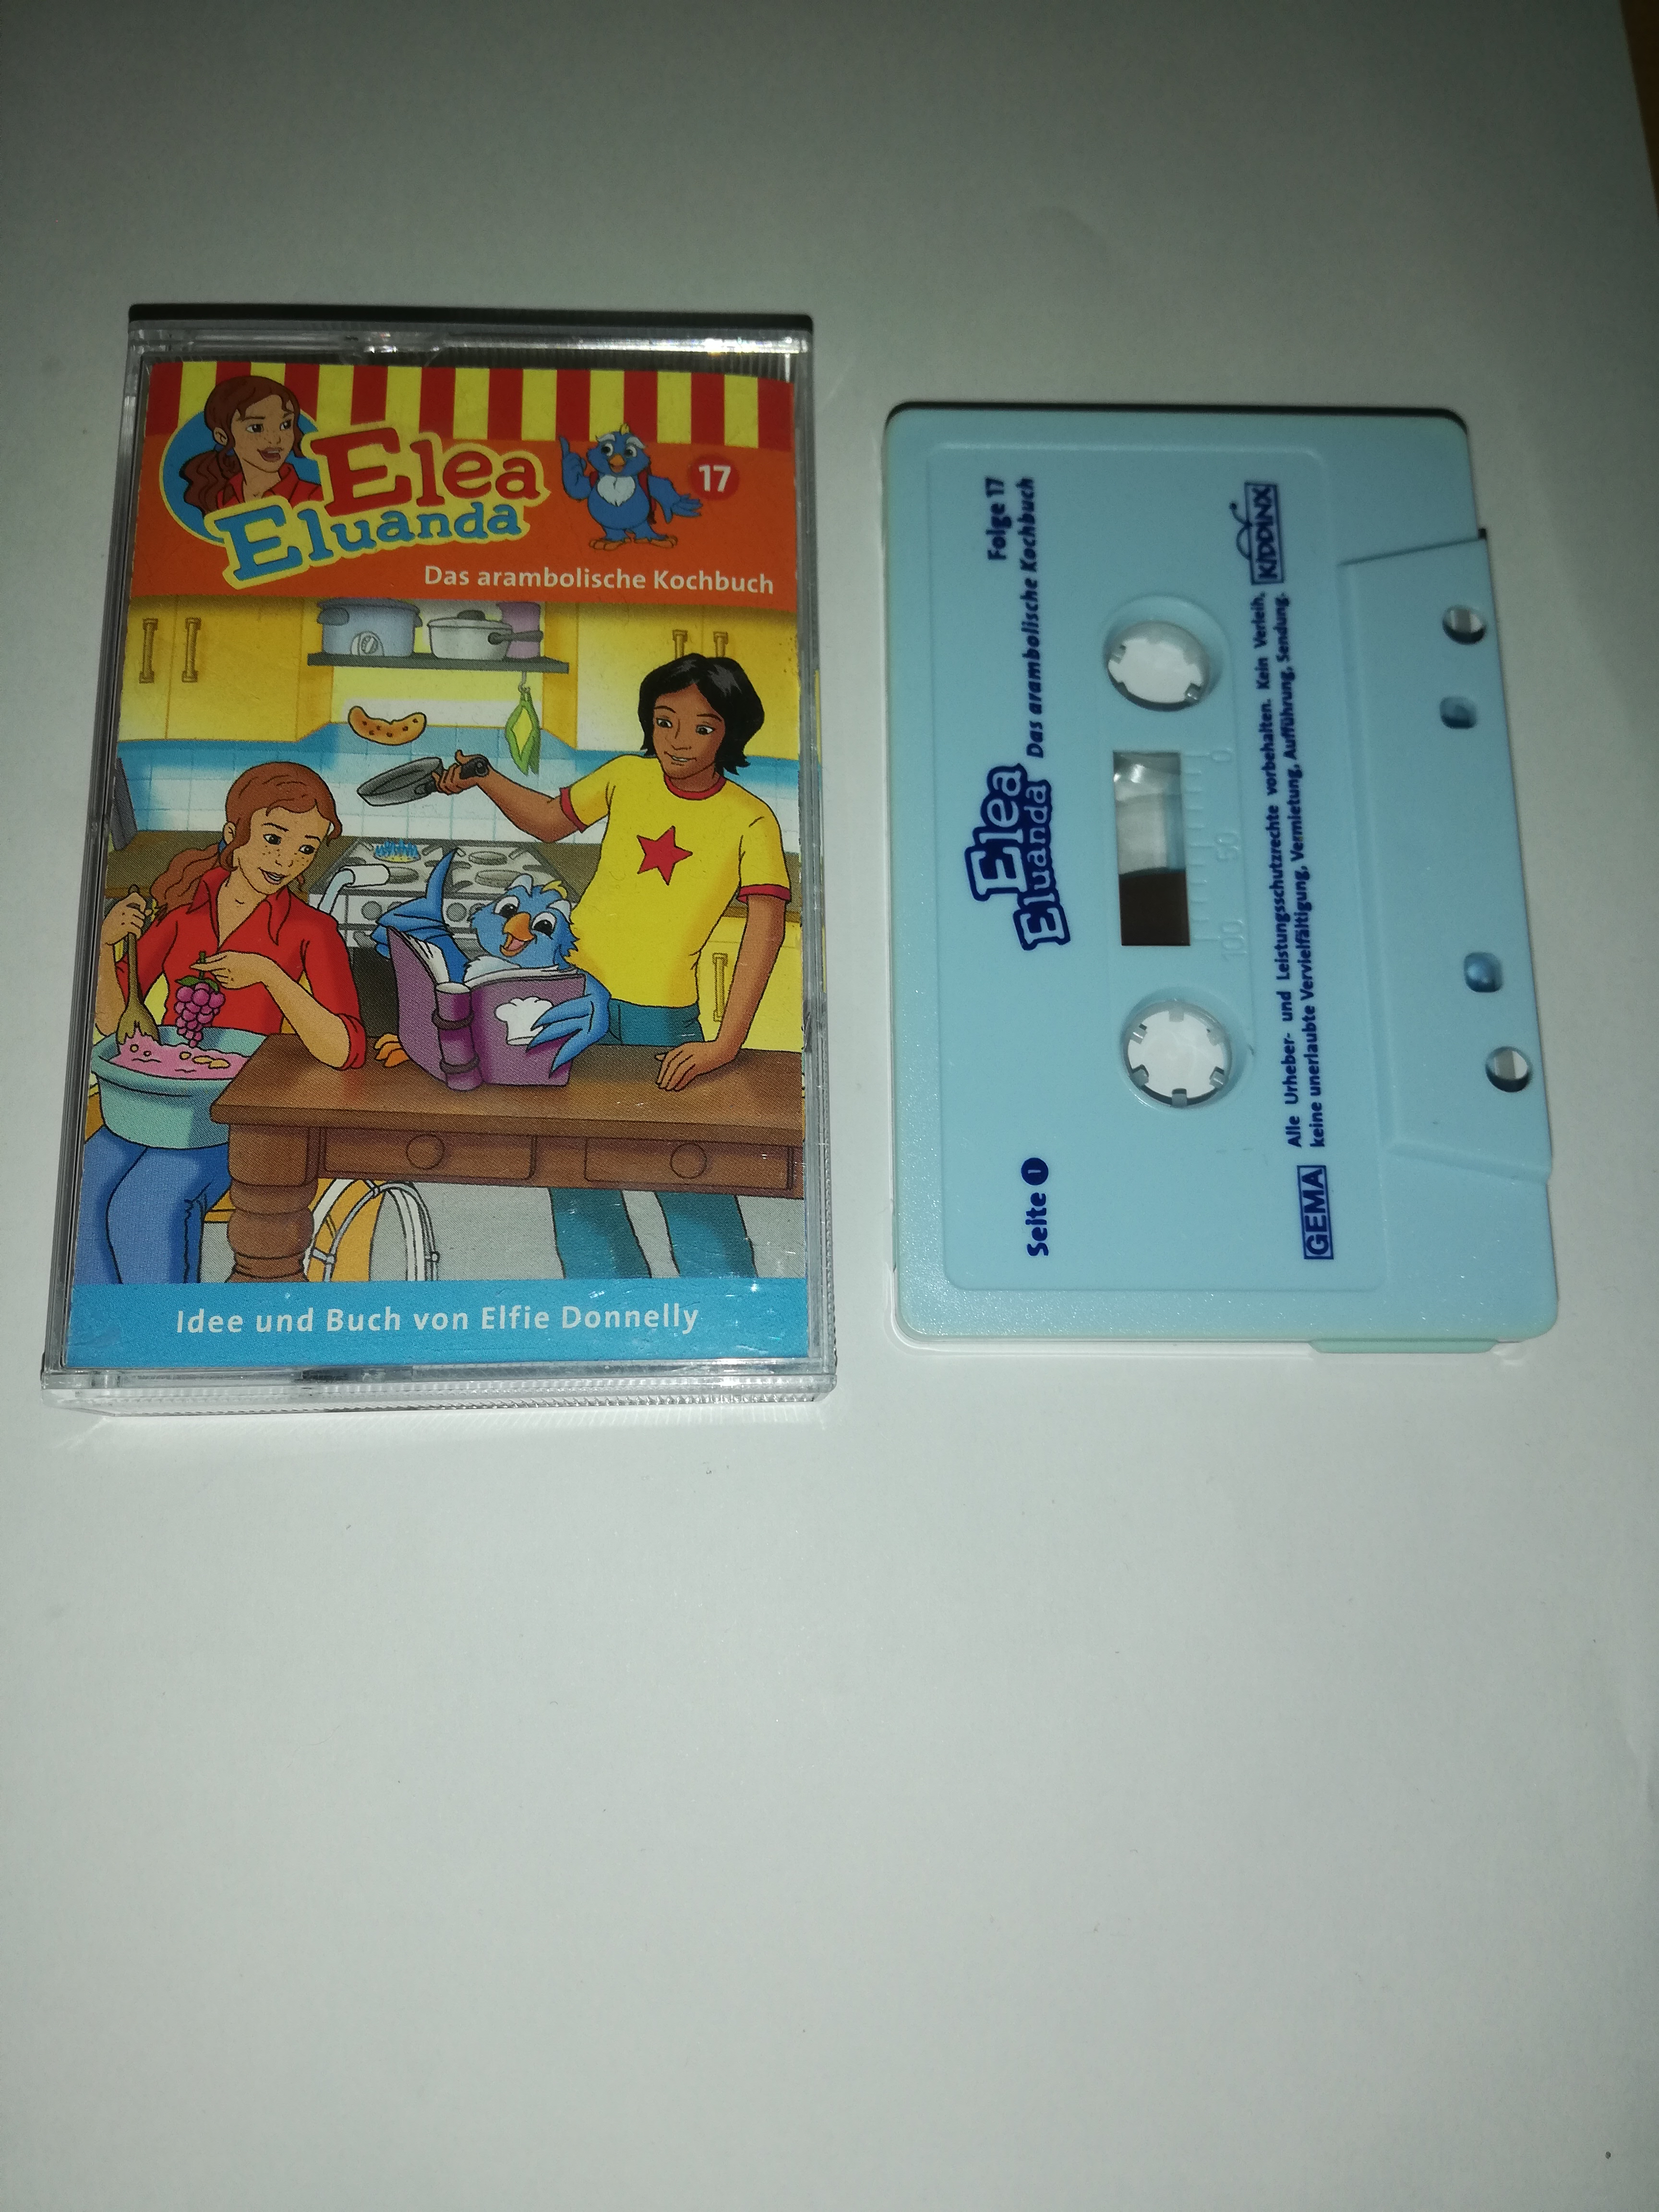 Elea
Eluanda
17
Das arambolische Kochbuch
Idee und Buch von Elfie Donnelly
Folge 17
Elea
Eluanda
Das arambolische Kochbuch
Seite 1
100 50 0
GEMA
Alle Urheber- und Leistungsschutzrechte vorbehalten. Kein Verleih,
keine unerlaubte Vervielfältigung, Vermietung, Aufführung, Sendung.
KIDDINX